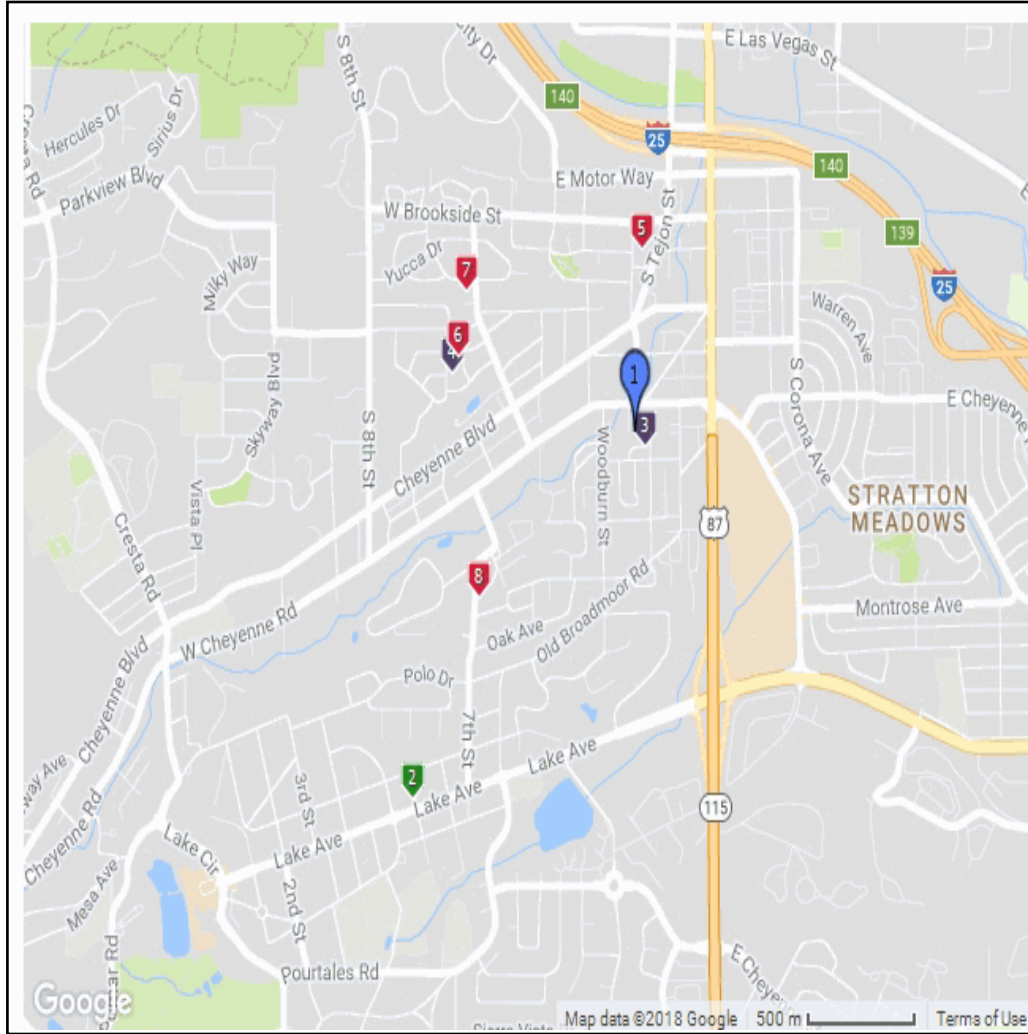 E Las Vegas St
S 8th St
City Dr
140
25
Hercules Dr
Sirius Dr
Cresta Rd
E Motor Way
140
Parkview Blvd
W Brookside St
5
S Tejon St
139
25
Yucca Dr
7
Milky Way
Warren Ave
6
4
1
Skyway Blvd
S 8th St
S Corona Ave
E Cheyenne
3
Cheyenne Blvd
Woodburn St
STRATTON
MEADOWS
Vista Pl
87
Cresta Rd
8
Montrose Ave
Old Broadmoor Rd
Oak Ave
W Cheyenne Rd
Cheyenne Blvd
Polo Dr
7th St
Lake Ave
2
3rd St
Lake Ave
115
Cheyenne Rd
Lake Cir
Lake Ave
Mesa Ave
2nd St
Pourtales Rd
E Cheye
Google
Map data ©2018 Google
500 m
Terms of Use